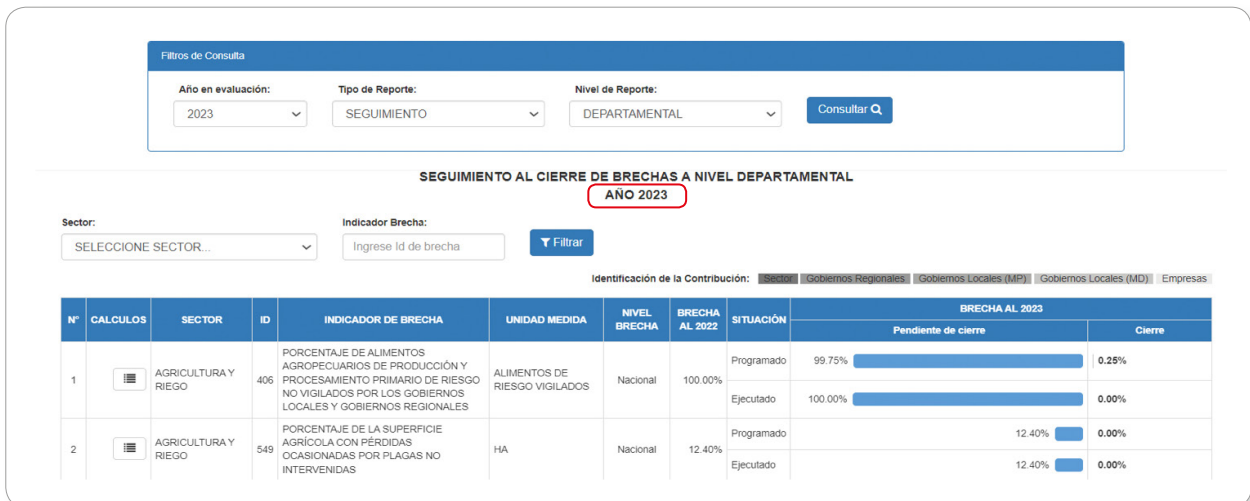 Filtros de Consulta
Año en evaluación: Tipo de Reporte: Nivel de Reporte:
2023 SEGUIMIENTO DEPARTAMENTAL Consultar
SEGUIMIENTO AL CIERRE DE BRECHAS A NIVEL DEPARTAMENTAL
AÑO 2023
Sector: Indicador Brecha:
SELECCIONE SECTOR... Ingrese Id de brecha Filtrar
Identificación de la Contribución: Sector Gobiernos Regionales Gobiernos Locales (MP) Gobiernos Locales (MD) Empresas
N° CALCULOS SECTOR ID INDICADOR DE BRECHA UNIDAD MEDIDA NIVEL BRECHA BRECHA AL 2022 SITUACIÓN BRECHA AL 2023
Pendiente de cierre Cierre
1 AGRICULTURA Y RIEGO 406
PORCENTAJE DE ALIMENTOS
AGROPECUARIOS DE PRODUCCIÓN Y
PROCESAMIENTO PRIMARIO DE RIESGO
NO VIGILADOS POR LOS GOBIERNOS
LOCALES Y GOBIERNOS REGIONALES
ALIMENTOS DE
RIESGO VIGILADOS
Nacional 100.00%
Programado 99.75% 0.25%
Ejecutado 100.00% 0.00%
2 AGRICULTURA Y RIEGO 549
PORCENTAJE DE LA SUPERFICIE
AGRÍCOLA CON PÉRDIDAS
OCASIONADAS POR PLAGAS NO
INTERVENIDAS
HA Nacional 12.40%
Programado 12.40% 0.00%
Ejecutado 12.40% 0.00%